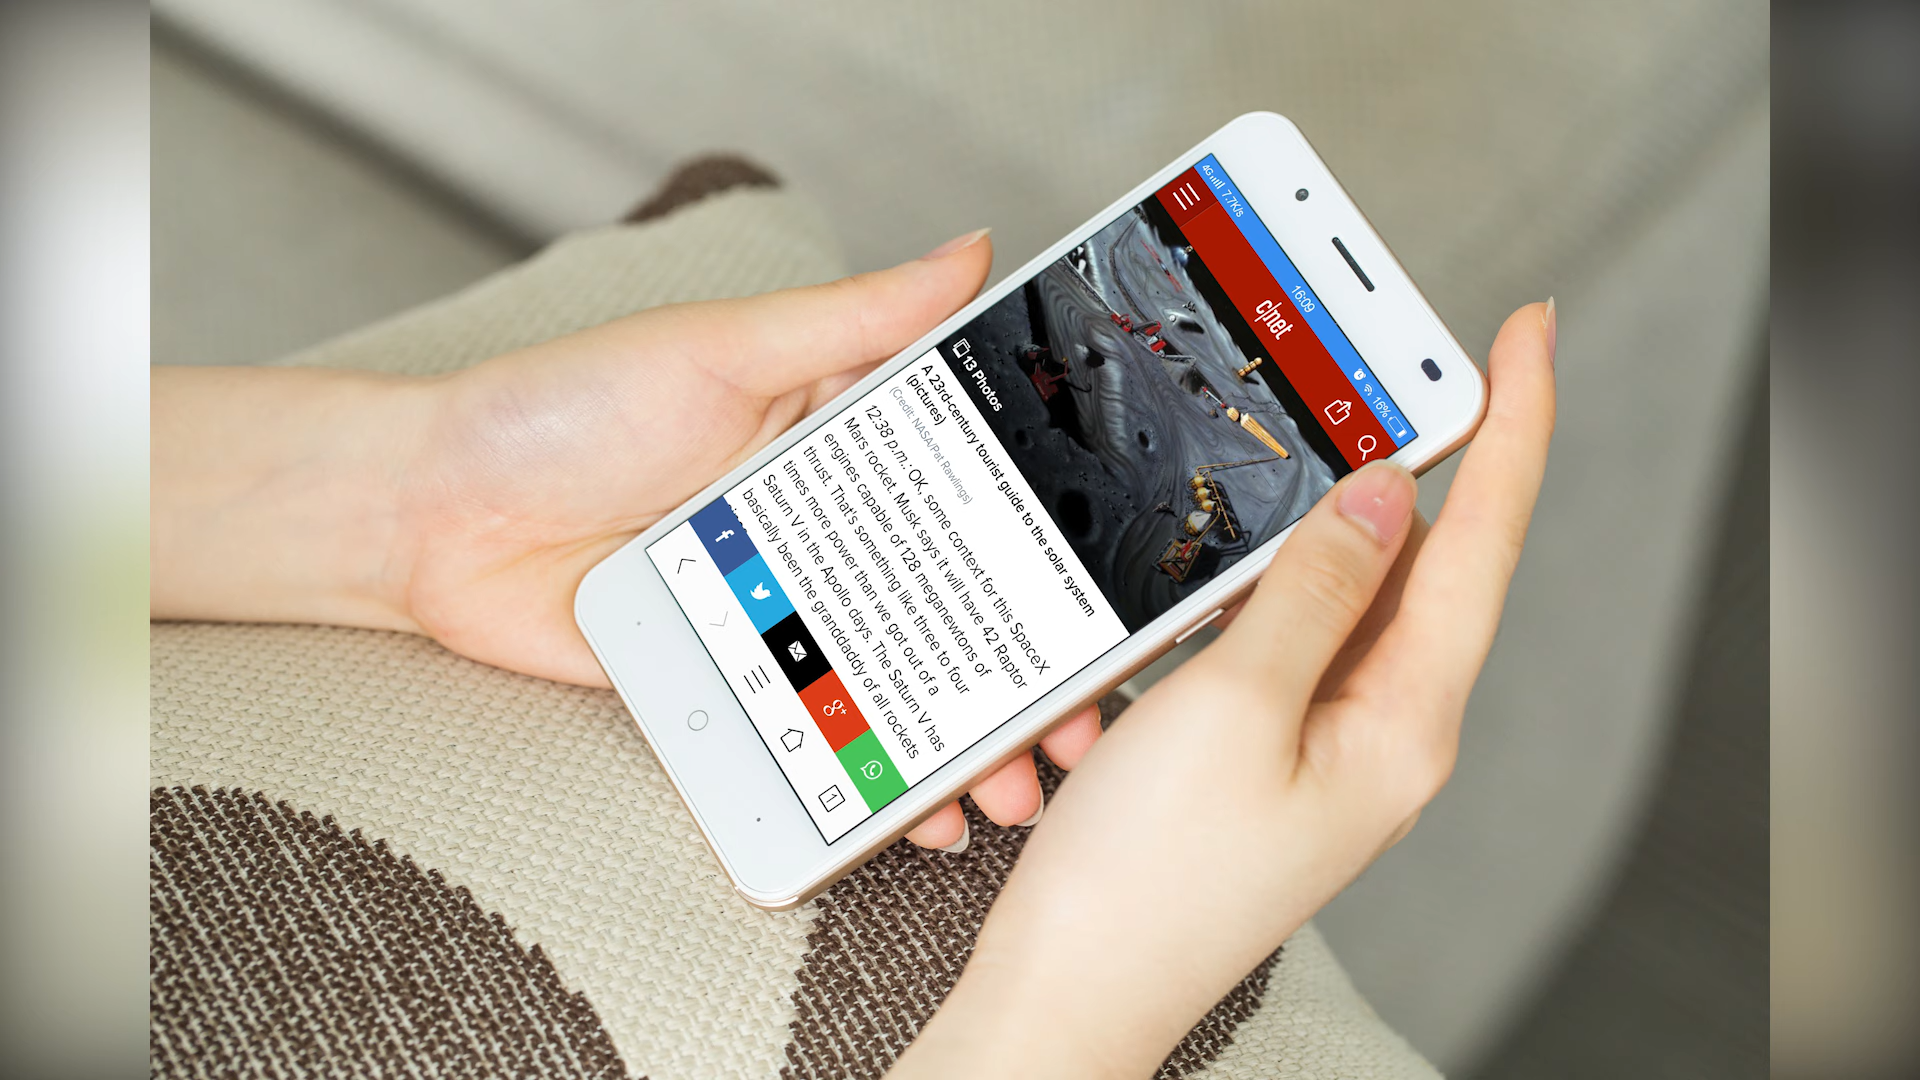 4G 7.7K/s 16:09 16%
c|net
13 Photos
A 23rd-century tourist guide to the solar system
(pictures)
(Credit: NASA/Pat Rawlings)
12:38 p.m.: OK, some context for this SpaceX
Mars rocket. Musk says it will have 42 Raptor
engines capable of 128 meganewtons of
thrust. That's something like three to four
times more power than we got out of a
Saturn V in the Apollo days. The Saturn V has
basically been the granddaddy of all rockets
f g+
1